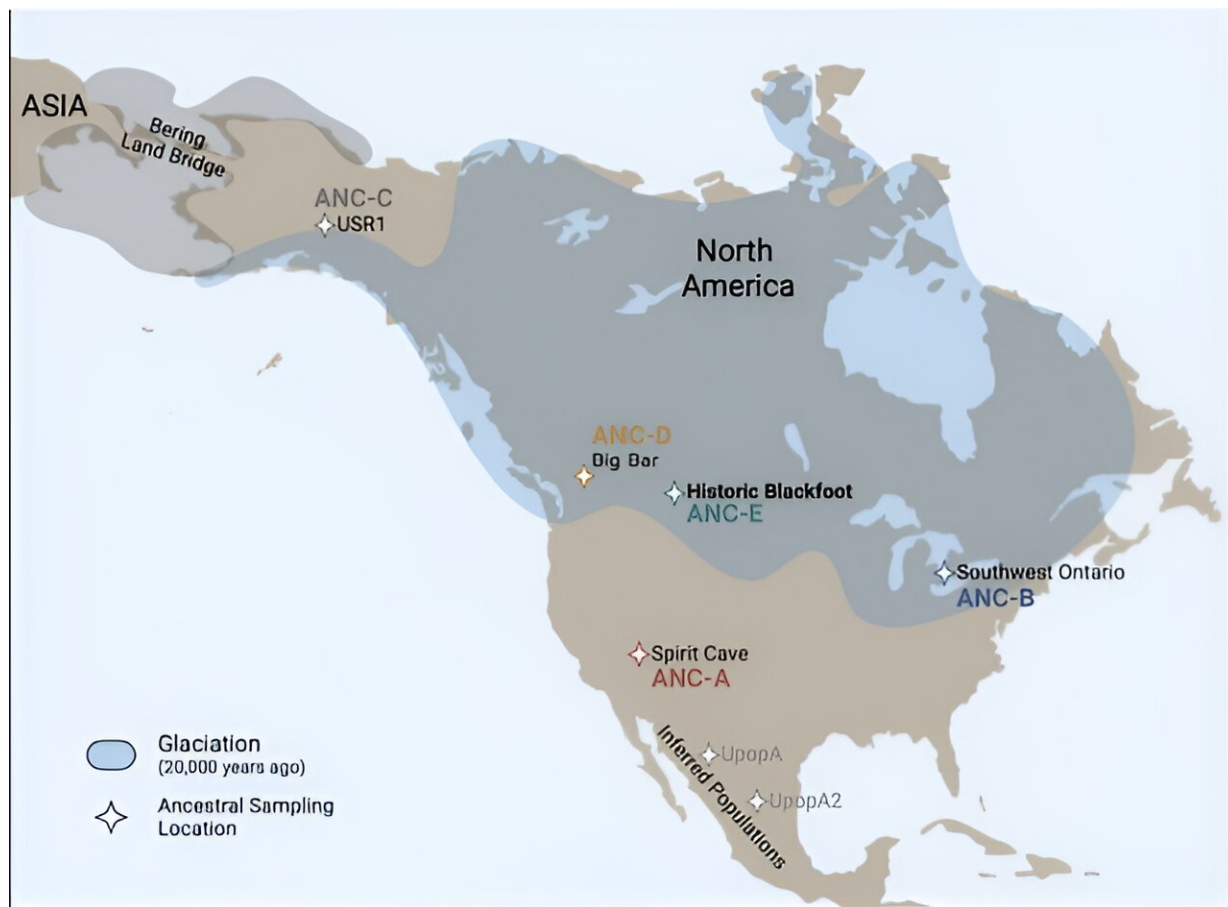 ASIA
Bering
Land Bridge
ANC-C
USR1
North
America
ANC-D
Big Bar
Historic Blackfoot
ANC-E
Southwest Ontario
ANC-B
Spirit Cave
ANC-A
Inferred Populations
UpopA
UpopA2
Glaciation
(20,000 years ago)
Ancestral Sampling
Location